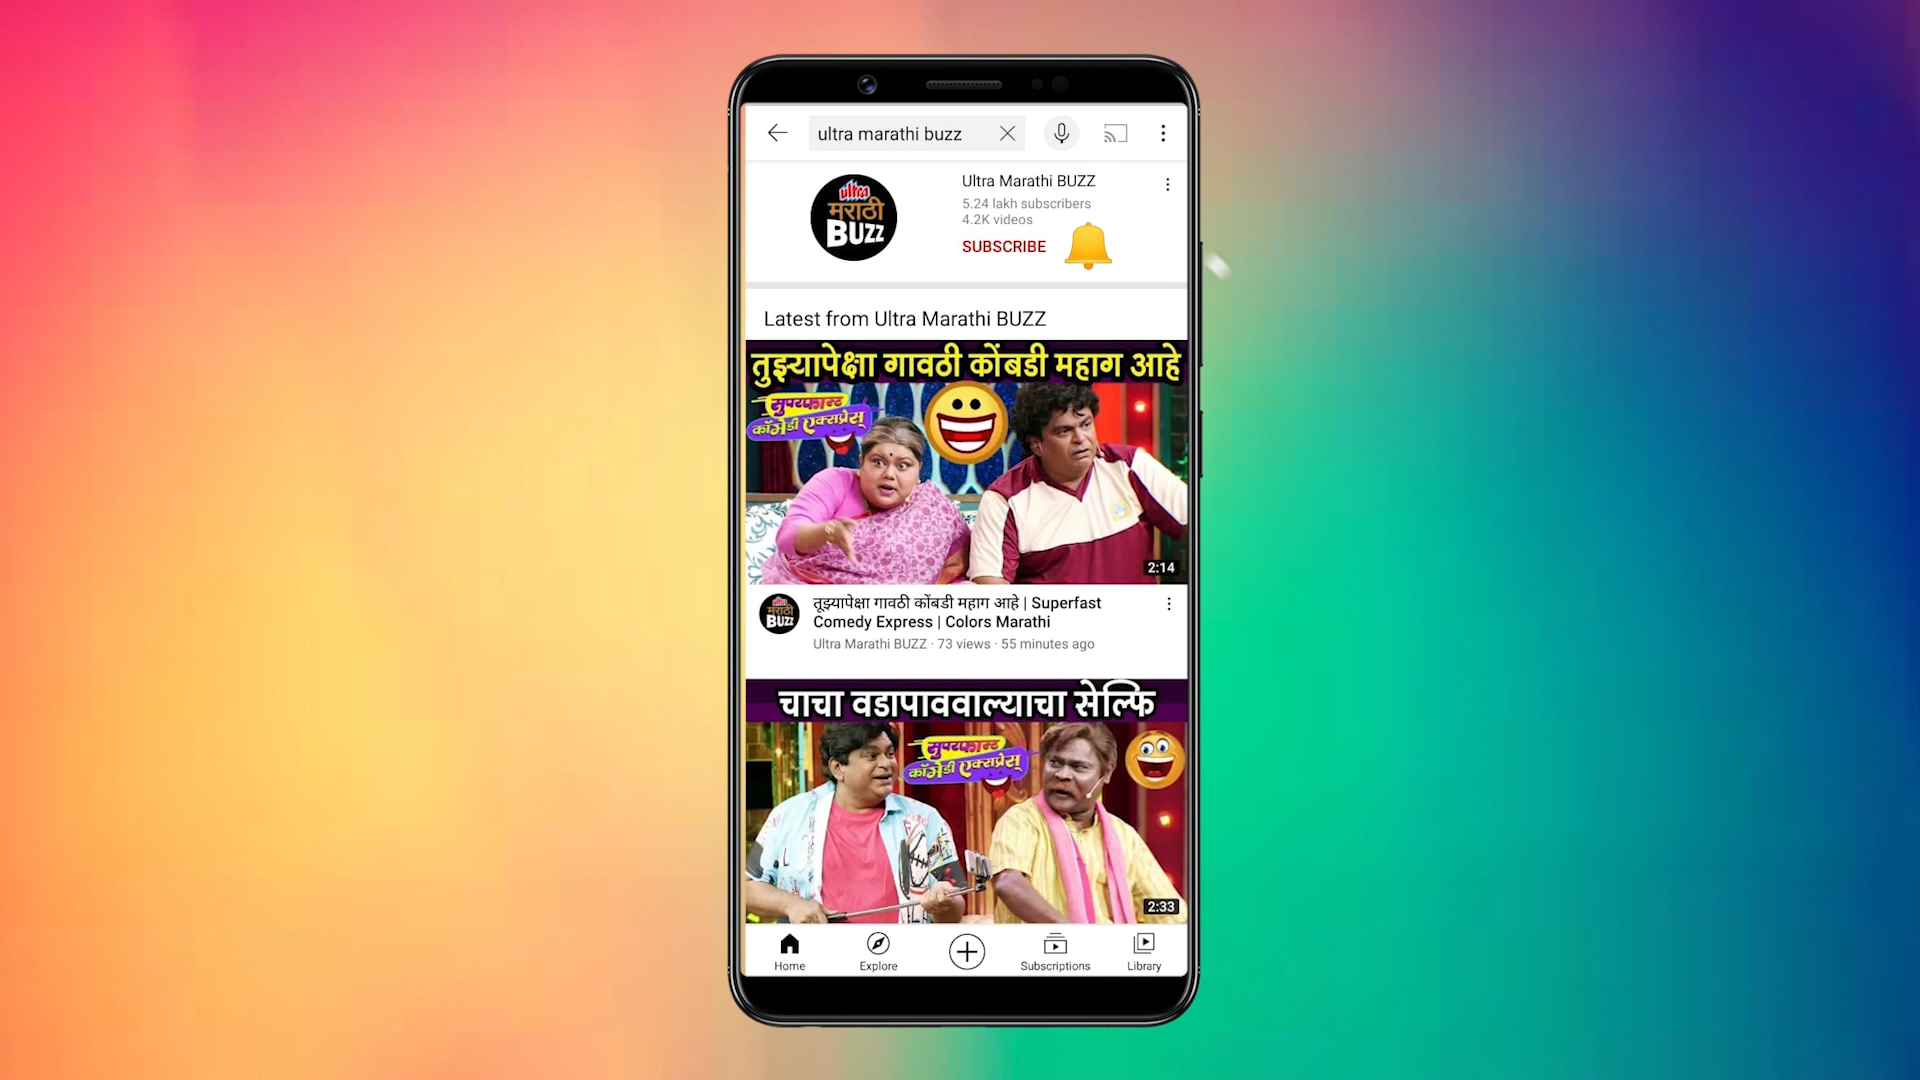 ultra marathi buzz
ultra
मराठी
BUZZ
Ultra Marathi BUZZ
5.24 lakh subscribers
4.2K videos
SUBSCRIBE
Latest from Ultra Marathi BUZZ
तुझ्यापेक्षा गावठी कोंबडी महाग आहे
सुपरफास्ट
कॉमेडी एक्सप्रेस्
2:14
ultra
मराठी
BUZZ
तूझ्यापेक्षा गावठी कोंबडी महाग आहे | Superfast
Comedy Express | Colors Marathi
Ultra Marathi BUZZ · 73 views · 55 minutes ago
चाचा वडापाववाल्याचा सेल्फि
सुपरफास्ट
कॉमेडी एक्सप्रेस्
2:33
Home
Explore
Subscriptions
Library